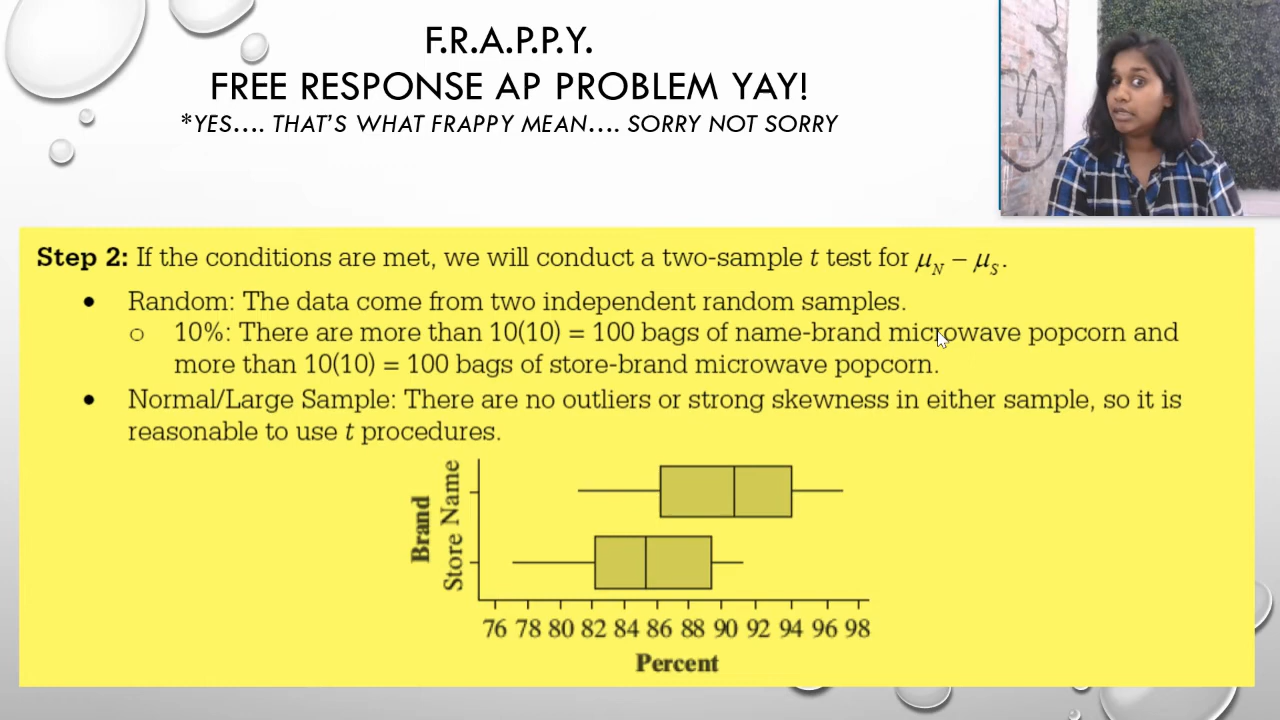 F.R.A.P.P.Y.
FREE RESPONSE AP PROBLEM YAY!
*YES.... THAT'S WHAT FRAPPY MEAN.... SORRY NOT SORRY
Step 2: If the conditions are met, we will conduct a two-sample t test for μN − μS.
• Random: The data come from two independent random samples.
o 10%: There are more than 10(10) = 100 bags of name-brand microwave popcorn and
more than 10(10) = 100 bags of store-brand microwave popcorn.
• Normal/Large Sample: There are no outliers or strong skewness in either sample, so it is
reasonable to use t procedures.
Brand
Store Name
76 78 80 82 84 86 88 90 92 94 96 98
Percent